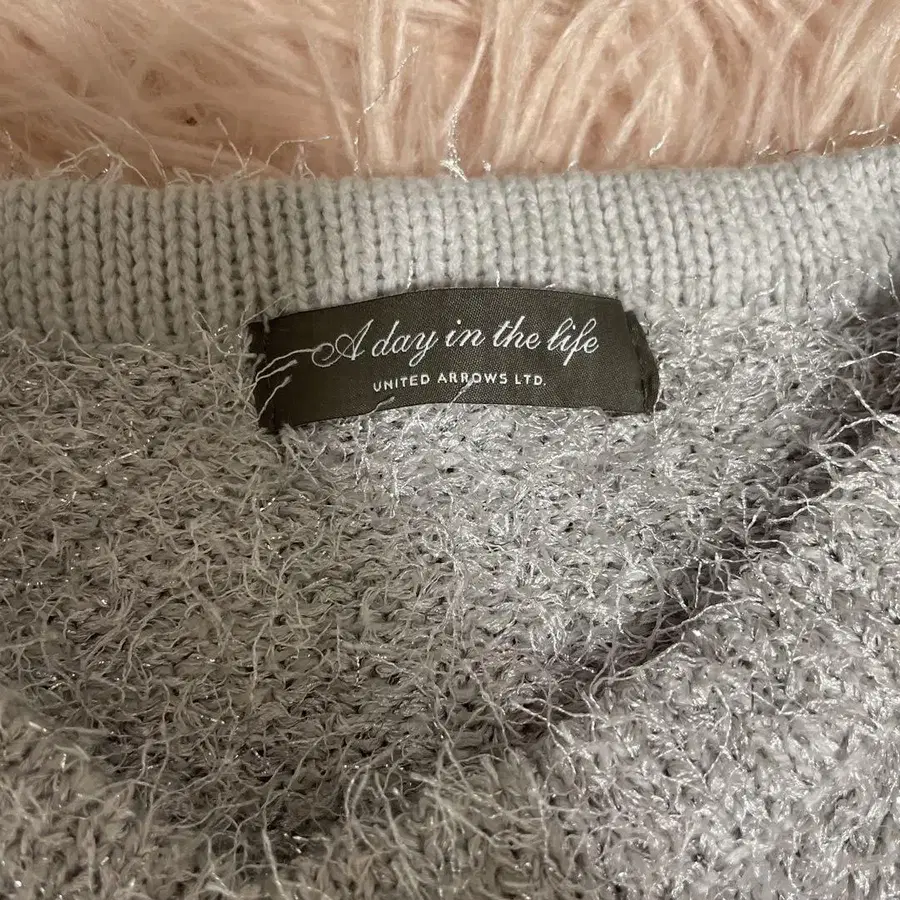 A day in the life
UNITED ARROWS LTD.